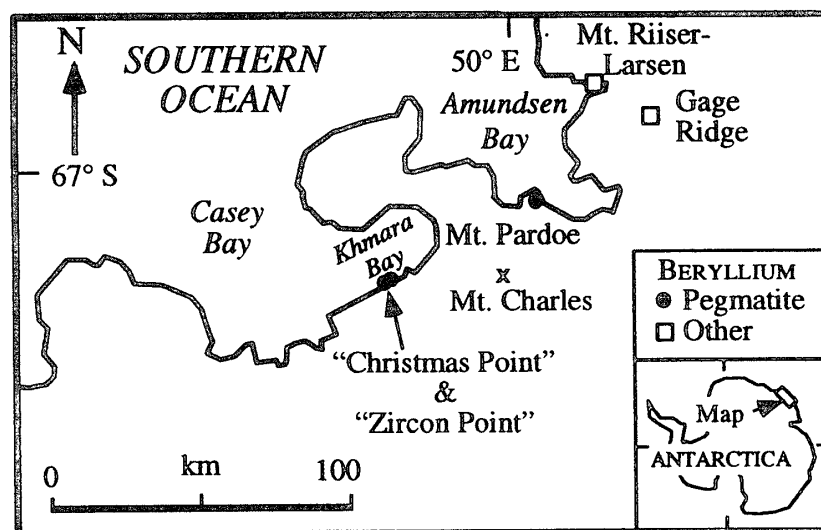 N
SOUTHERN
OCEAN
50° E
Mt. Riiser-
Larsen
Amundsen
Bay
Gage
Ridge
67° S
Casey
Bay
Khmara
Bay
Mt. Pardoe
Mt. Charles
BERYLLIUM
Pegmatite
Other
"Christmas Point"
&
"Zircon Point"
Map
ANTARCTICA
km
0
100